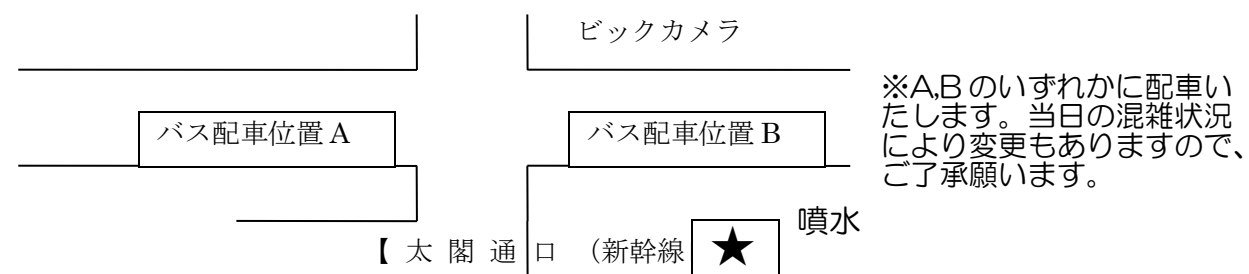 ビックカメラ
※A,Bのいずれかに配車い
たします。当日の混雑状況
により変更もありますので、
ご了承願います。
バス配車位置A
バス配車位置B
噴水
【太閤通口（新幹線
★